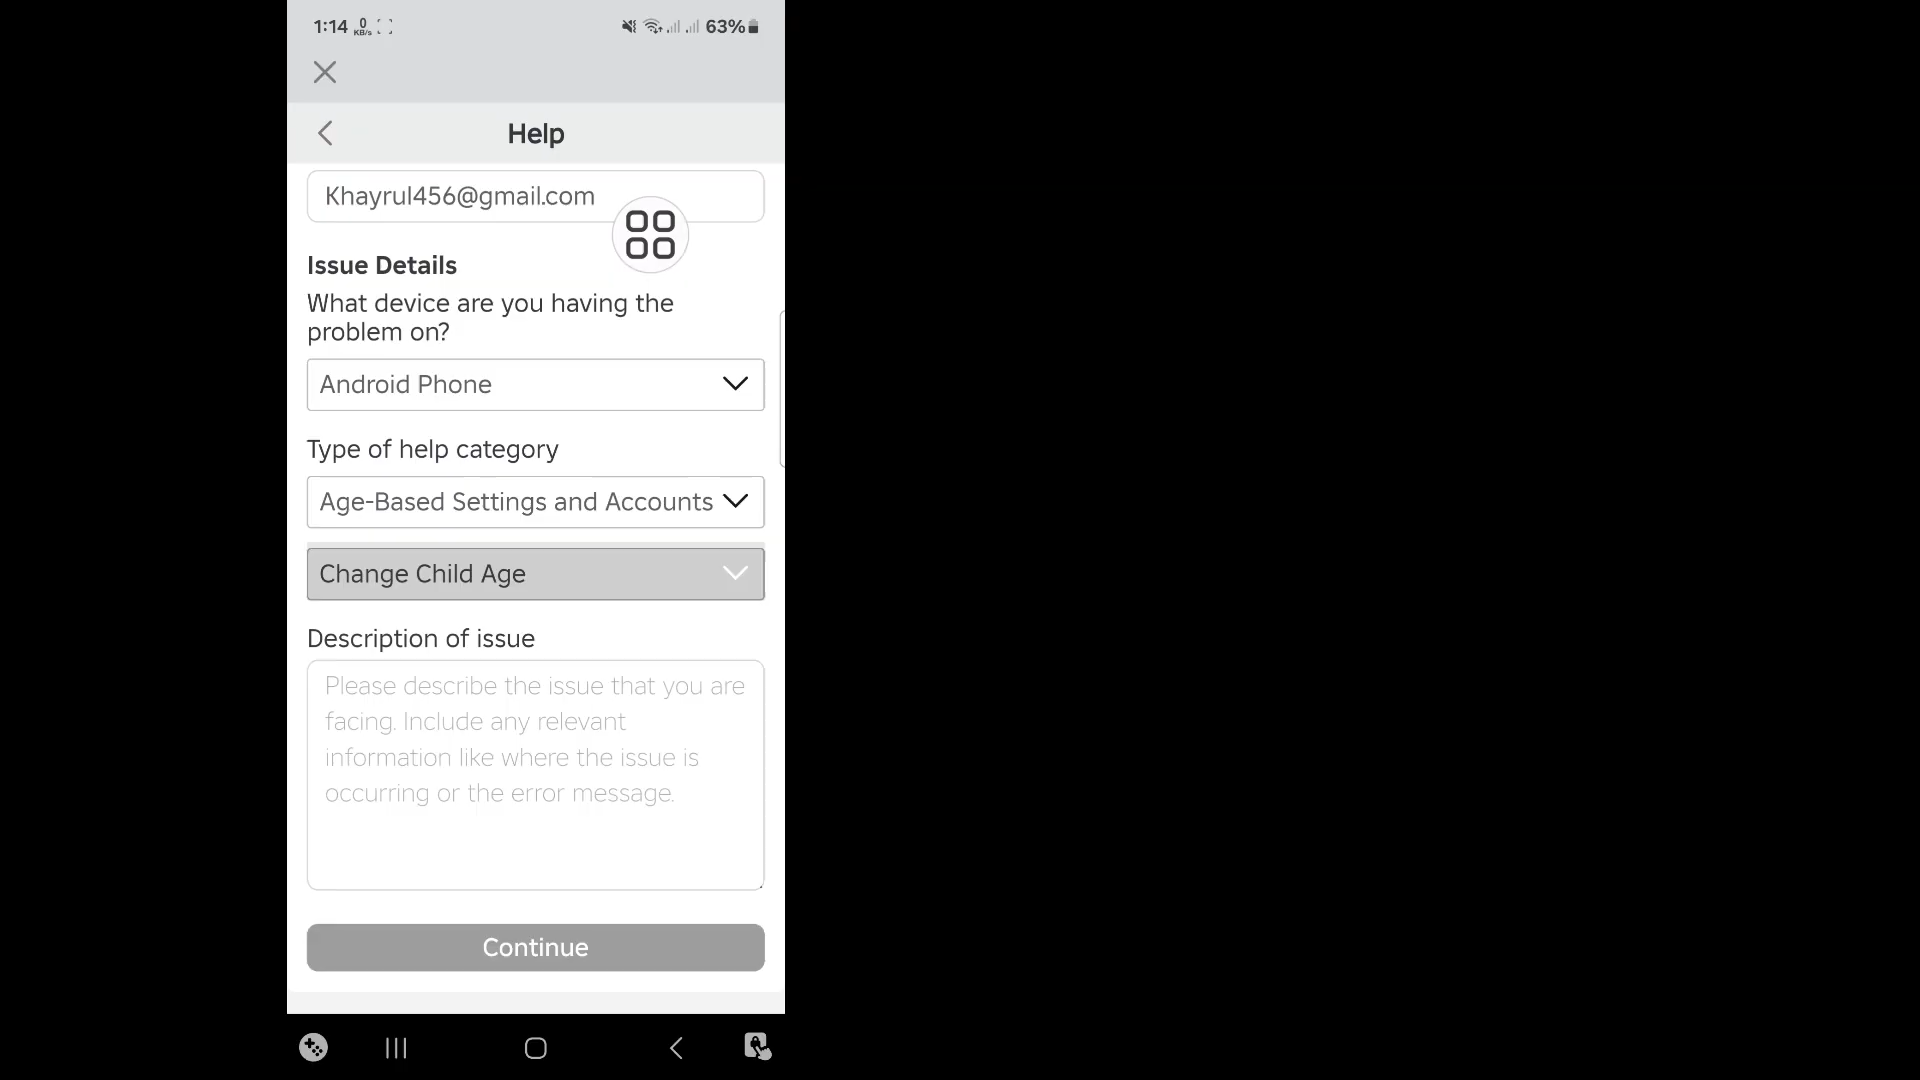 1:14 0 KB/s 63%
Help
Khayrul456@gmail.com
Issue Details
What device are you having the
problem on?
Android Phone
Type of help category
Age-Based Settings and Accounts
Change Child Age
Description of issue
Please describe the issue that you are
facing. Include any relevant
information like where the issue is
occurring or the error message.
Continue